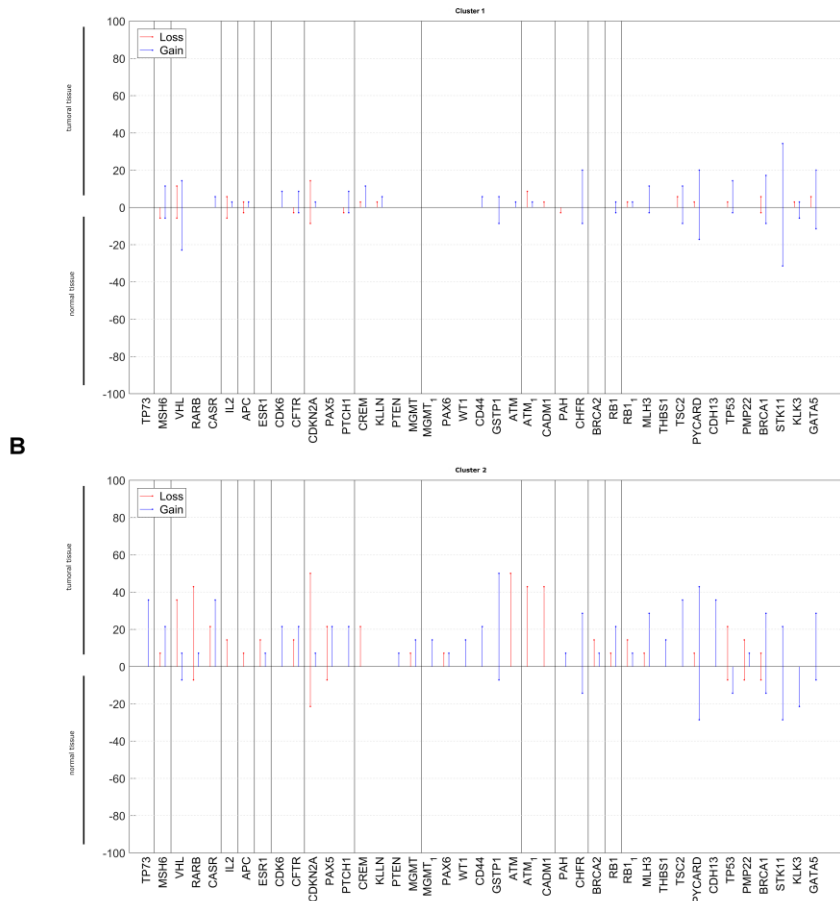 Cluster 1
100
80
60
40
20
0
-20
-40
-60
-80
-100
tumoral tissue
normal tissue
Loss
Gain
TP73
MSH6
VHL
RARB
CASR
IL2
APC
ESR1
CDK6
CFTR
CDKN2A
PAX5
PTCH1
CREM
KLLN
PTEN
MGMT
MGMT1
PAX6
WT1
CD44
GSTP1
ATM
ATM1
CADM1
PAH
CHFR
BRCA2
RB1
RB11
MLH3
THBS1
TSC2
PYCARD
CDH13
TP53
PMP22
BRCA1
STK11
KLK3
GATA5
B
Cluster 2
100
80
60
40
20
0
-20
-40
-60
-80
-100
tumoral tissue
normal tissue
Loss
Gain
TP73
MSH6
VHL
RARB
CASR
IL2
APC
ESR1
CDK6
CFTR
CDKN2A
PAX5
PTCH1
CREM
KLLN
PTEN
MGMT
MGMT1
PAX6
WT1
CD44
GSTP1
ATM
ATM1
CADM1
PAH
CHFR
BRCA2
RB1
RB11
MLH3
THBS1
TSC2
PYCARD
CDH13
TP53
PMP22
BRCA1
STK11
KLK3
GATA5